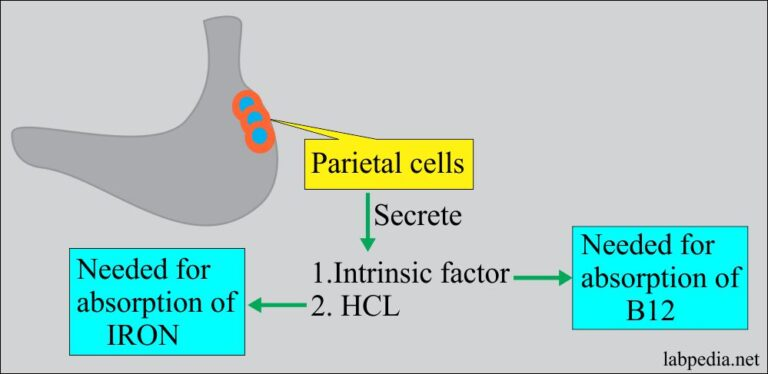 Parietal cells
Secrete
1.Intrinsic factor
2. HCL
Needed for
absorption of
IRON
Needed for
absorption of
B12
labpedia.net